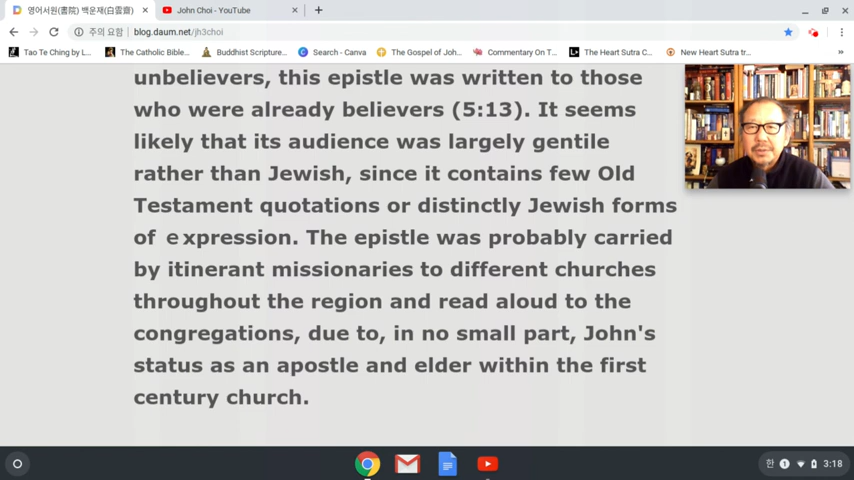 영어서원(書院) 백운재(白雲齋)
John Choi - YouTube
주의 요함
blog.daum.net/jh3choi
Tao Te Ching by L...
The Catholic Bible...
Buddhist Scripture...
Search - Canva
The Gospel of Joh...
Commentary On T...
The Heart Sutra C...
New Heart Sutra tr...
unbelievers, this epistle was written to those
who were already believers (5:13). It seems
likely that its audience was largely gentile
rather than Jewish, since it contains few Old
Testament quotations or distinctly Jewish forms
of ｅxpression. The epistle was probably carried
by itinerant missionaries to different churches
throughout the region and read aloud to the
congregations, due to, in no small part, John's
status as an apostle and elder within the first
century church.
한
1
3:18